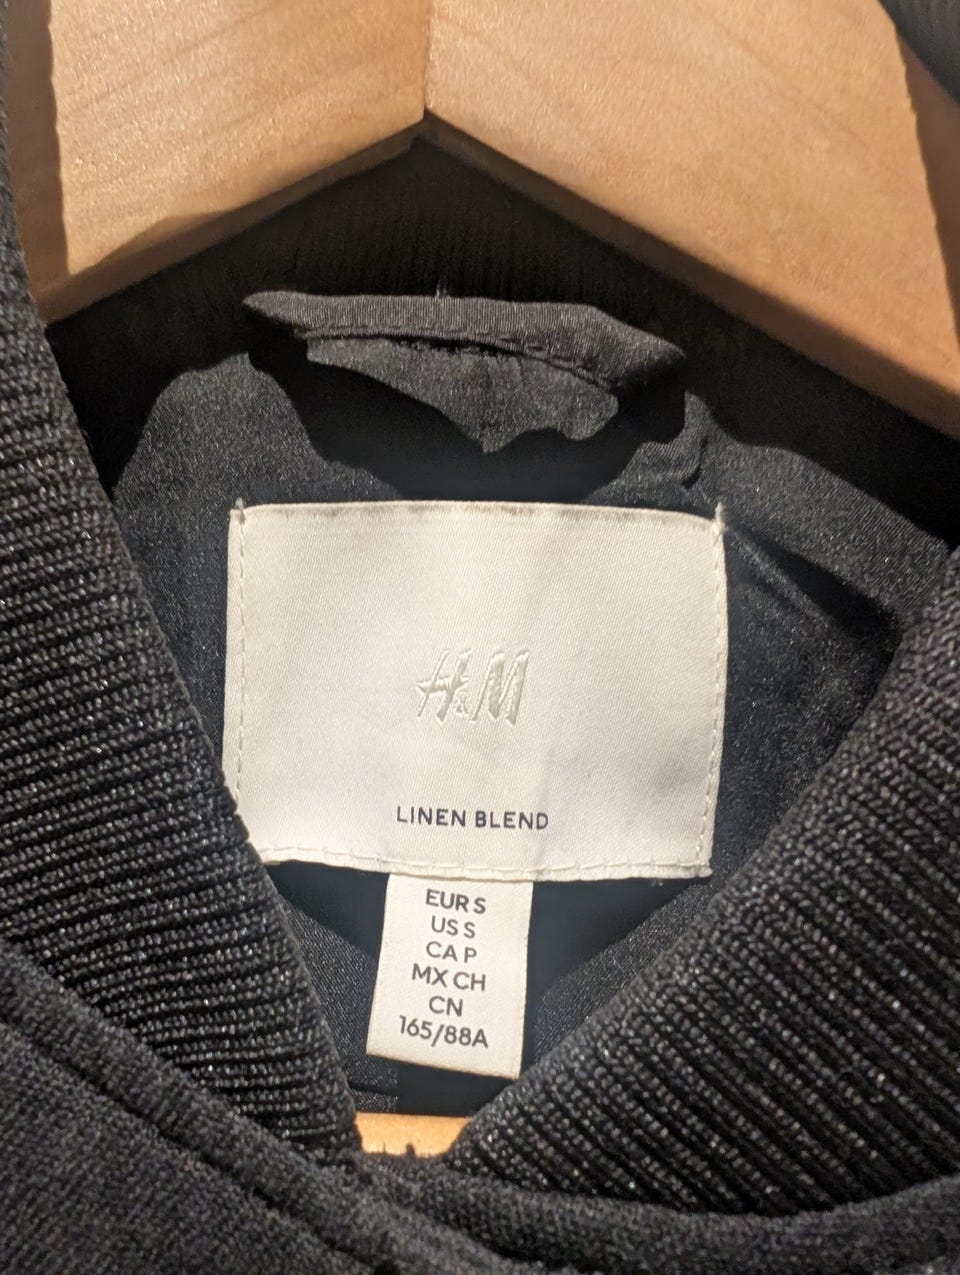 H&M
LINEN BLEND
EUR S
US S
CA P
MX CH
CN
165/88A